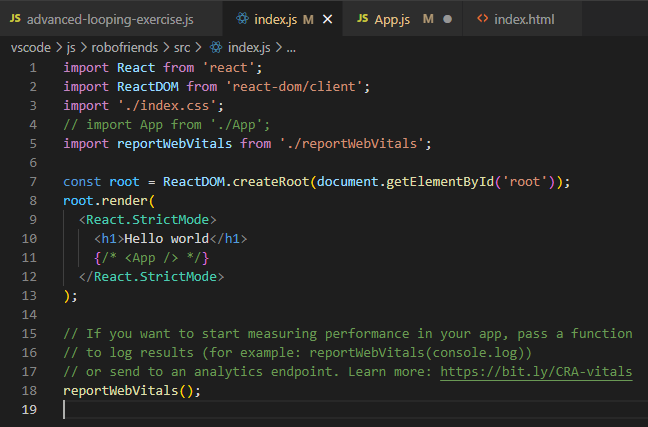 JS advanced-looping-exercise.js index.js M × JS App.js M ● <> index.html
vscode > js > robofriends > src > index.js > ...
1 import React from 'react';
2 import ReactDOM from 'react-dom/client';
3 import './index.css';
4 // import App from './App';
5 import reportWebVitals from './reportWebVitals';
6
7 const root = ReactDOM.createRoot(document.getElementById('root'));
8 root.render(
9 <React.StrictMode>
10 <h1>Hello world</h1>
11 {/* <App /> */}
12 </React.StrictMode>
13 );
14
15 // If you want to start measuring performance in your app, pass a function
16 // to log results (for example: reportWebVitals(console.log))
17 // or send to an analytics endpoint. Learn more: https://bit.ly/CRA-vitals
18 reportWebVitals();
19